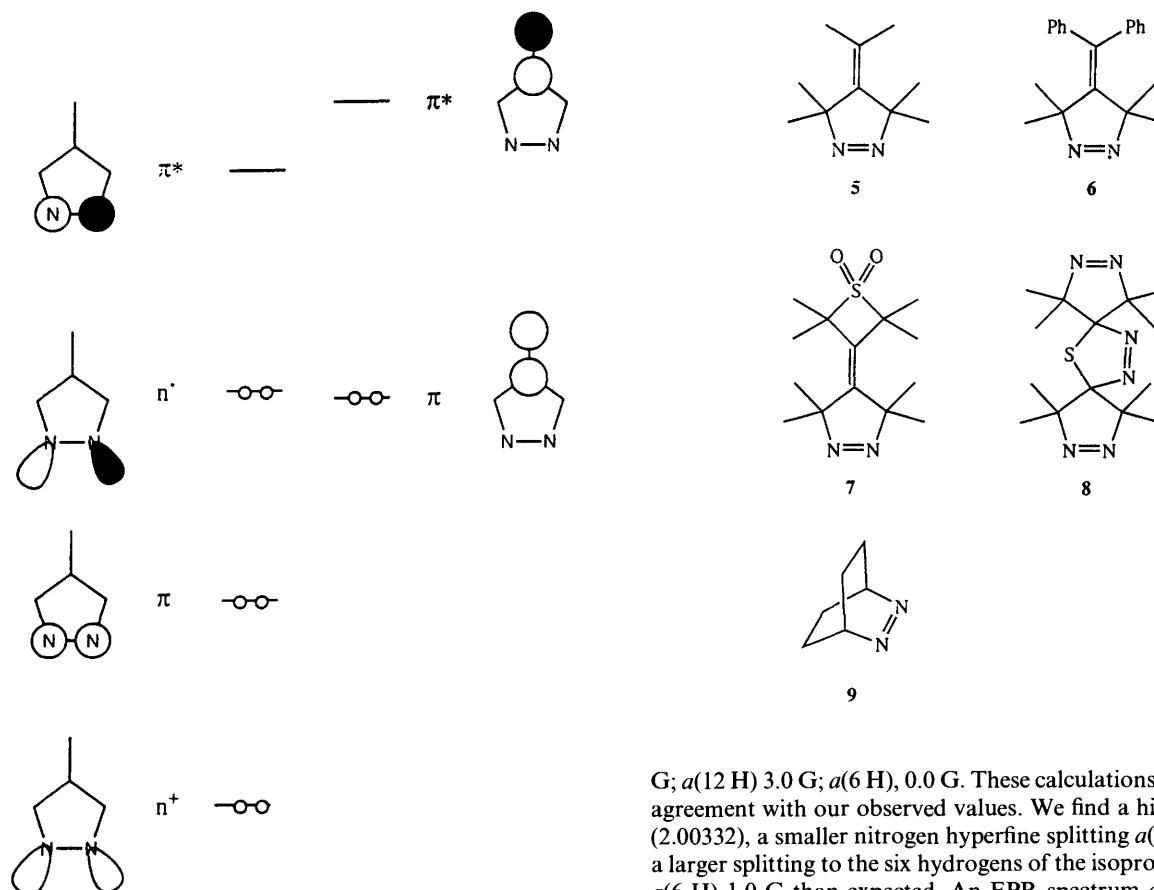 π*
N — N
π*
N
n·
π
N — N
N — N
π
N N
n⁺
N — N
Ph Ph
N=N
N=N
5
6
O O
S
N=N
N=N
S
N
N
N=N
7
8
N
N
9
G; a(12 H) 3.0 G; a(6 H), 0.0 G. These calculations
agreement with our observed values. We find a hi
(2.00332), a smaller nitrogen hyperfine splitting a(
a larger splitting to the six hydrogens of the isopro